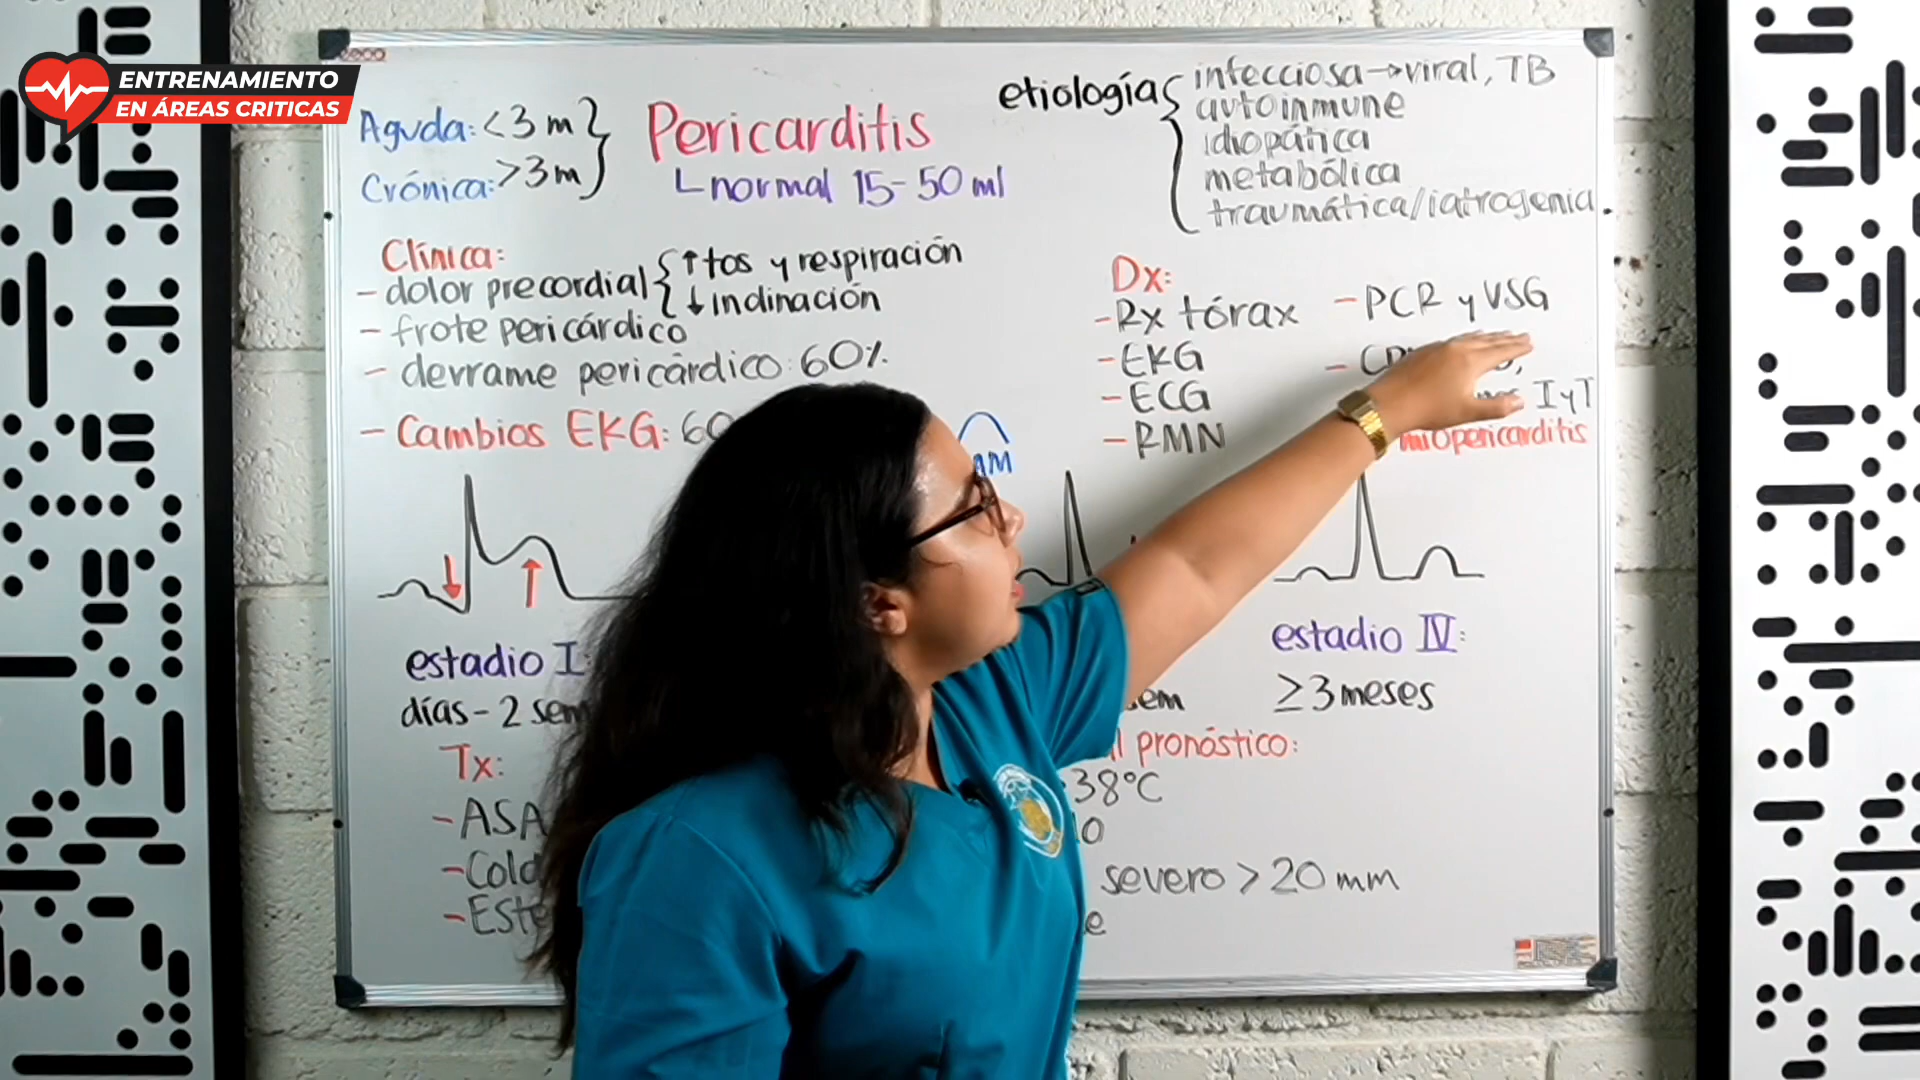 ENTRENAMIENTO
EN ÁREAS CRITICAS
Aguda: <3 m
Crónica: >3 m
Pericarditis
normal 15-50 ml
etiologías
infecciosa → viral, TB
autoinmune
idiopática
metabólica
traumática/iatrogenia
Clínica:
- dolor precordial
↑ tos y respiración
↓ inclinación
- frote pericárdico
- derrame pericárdico: 60%
- Cambios EKG:
Dx:
- Rx tórax
- EKG
- ECG
- RMN
- PCR y VSG
I y T
miopericarditis
estadio I:
días - 2 sem
estadio IV:
≥3 meses
Tx:
- ASA
pronóstico:
38°C
severo > 20 mm